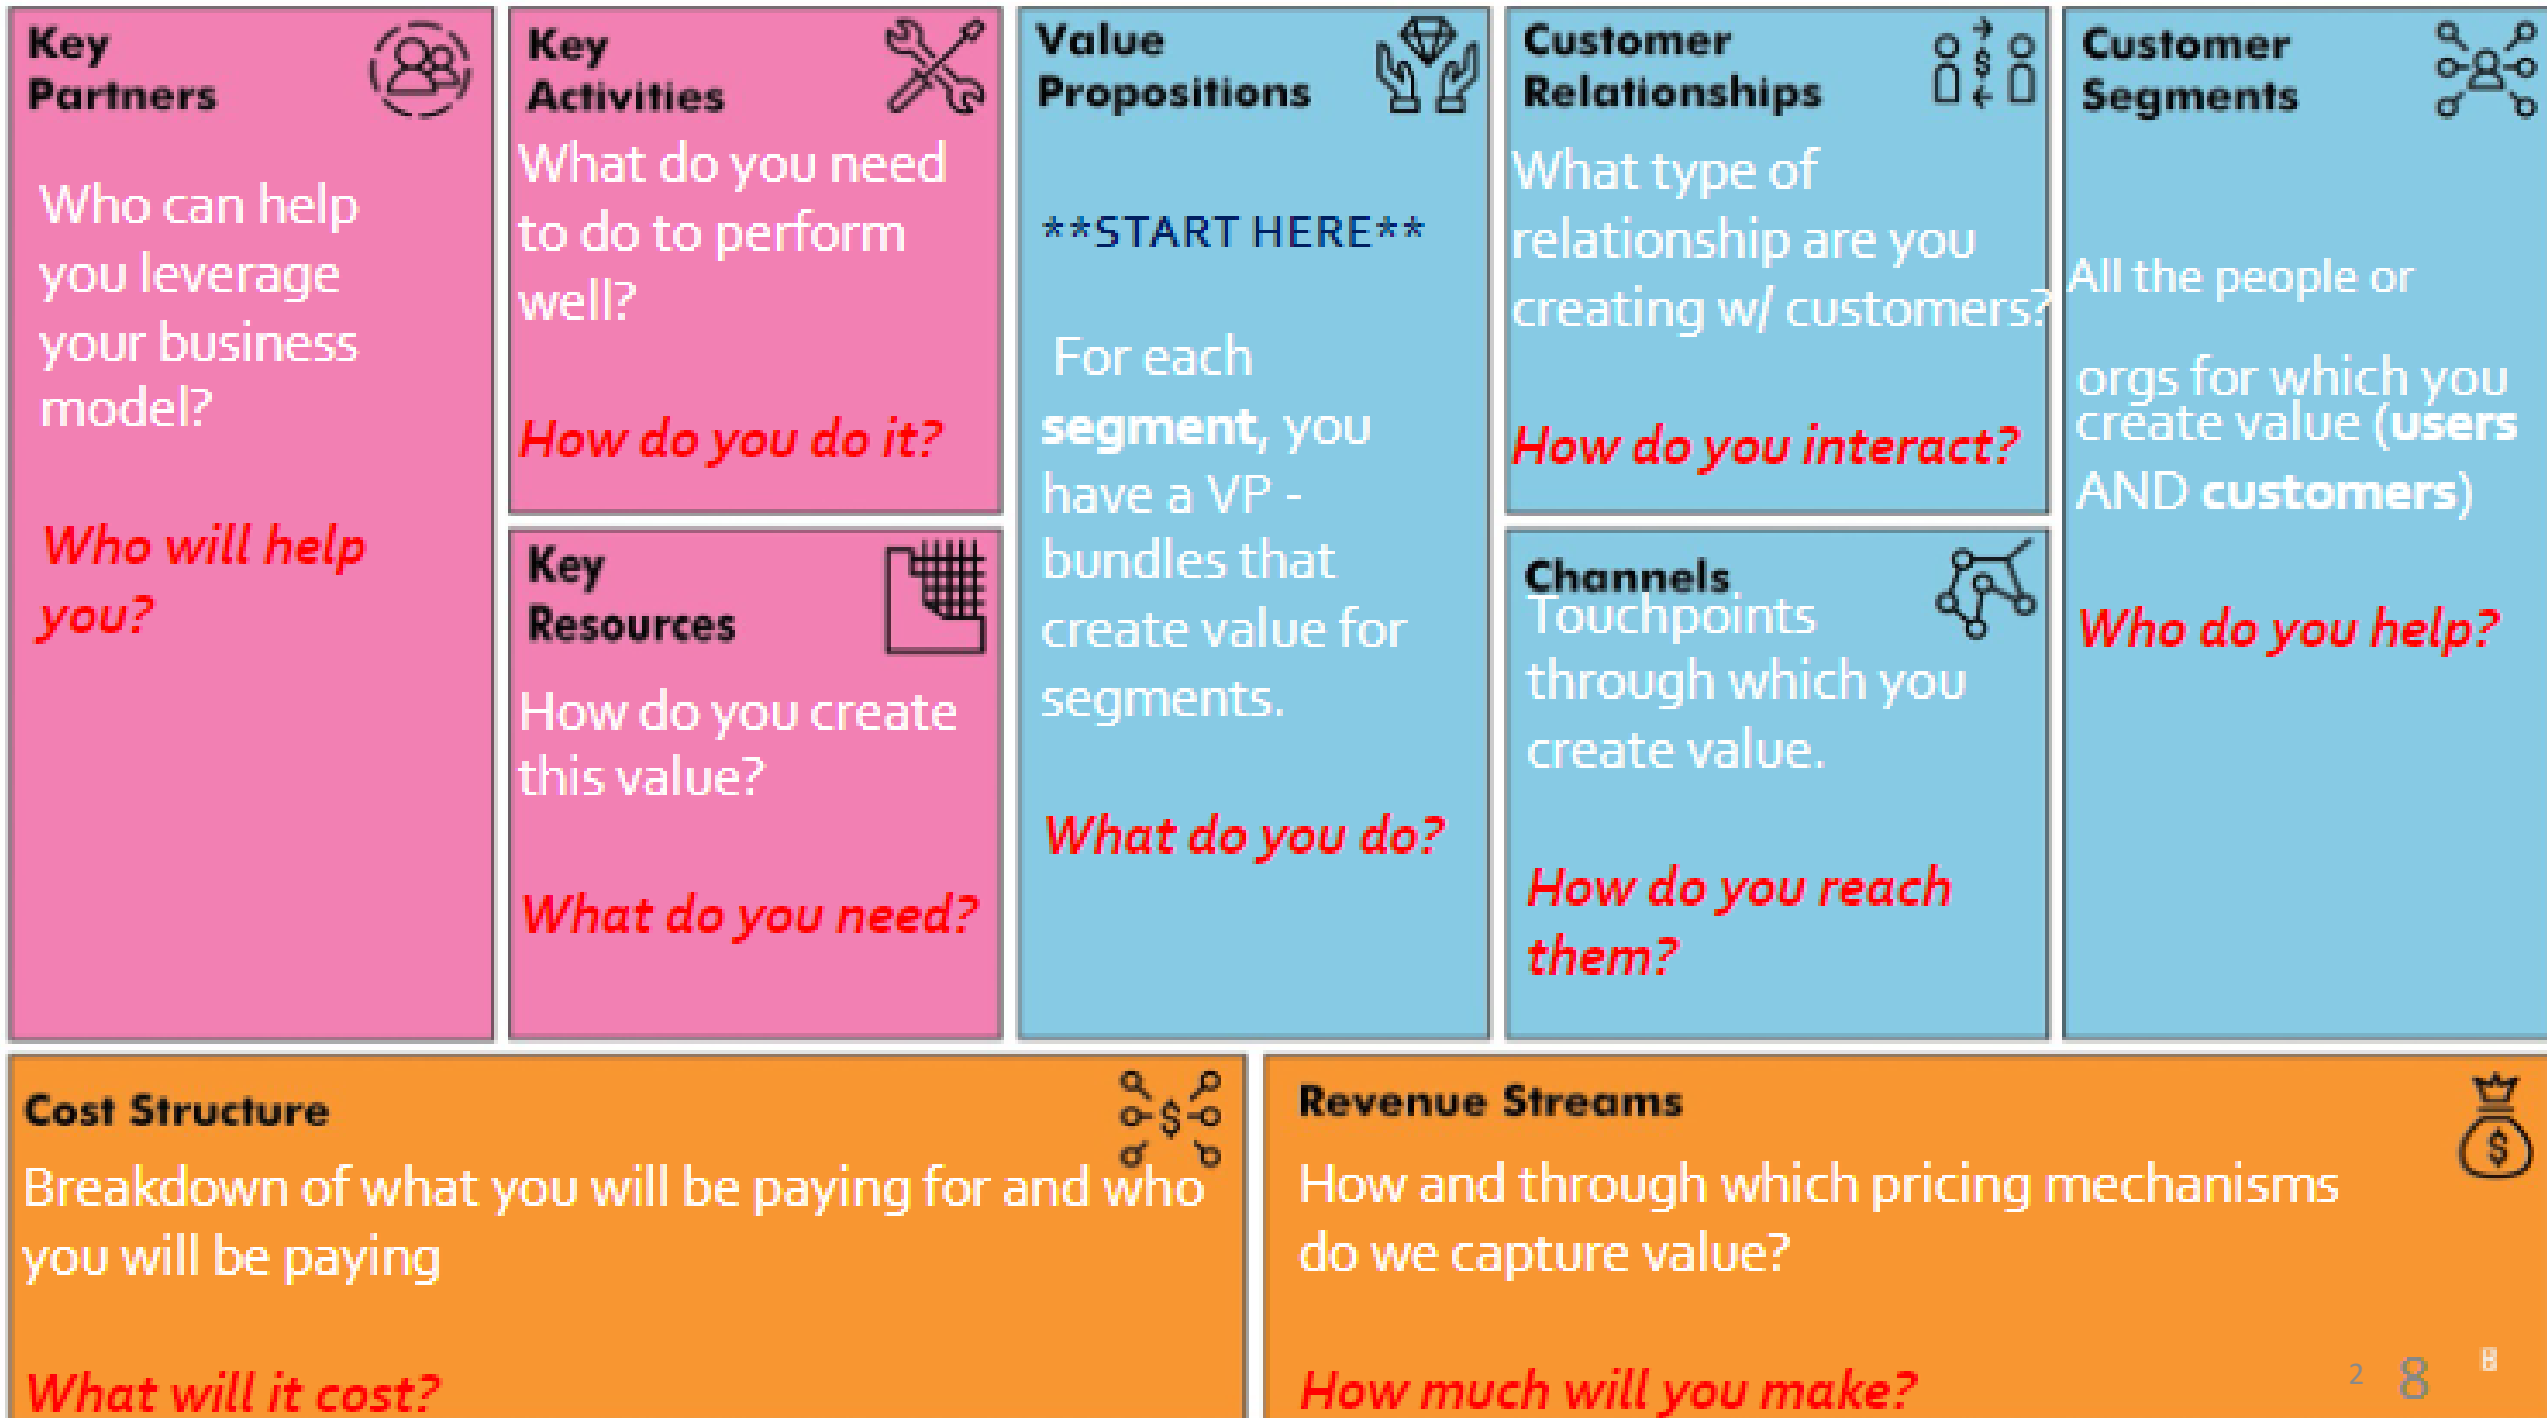 Key
Partners
Who can help
you leverage
your business
model?
Who will help
you?
Key
Activities
What do you need
to do to perform
well?
How do you do it?
Key
Resources
How do you create
this value?
What do you need?
Value
Propositions
**START HERE**
For each
segment, you
have a VP -
bundles that
create value for
segments.
What do you do?
Customer
Relationships
What type of
relationship are you
creating w/ customers?
How do you interact?
Channels
Touchpoints
through which you
create value.
How do you reach
them?
Customer
Segments
All the people or
orgs for which you
create value (users
AND customers)
Who do you help?
Cost Structure
Breakdown of what you will be paying for and who
you will be paying
What will it cost?
Revenue Streams
How and through which pricing mechanisms
do we capture value?
How much will you make?
2 8